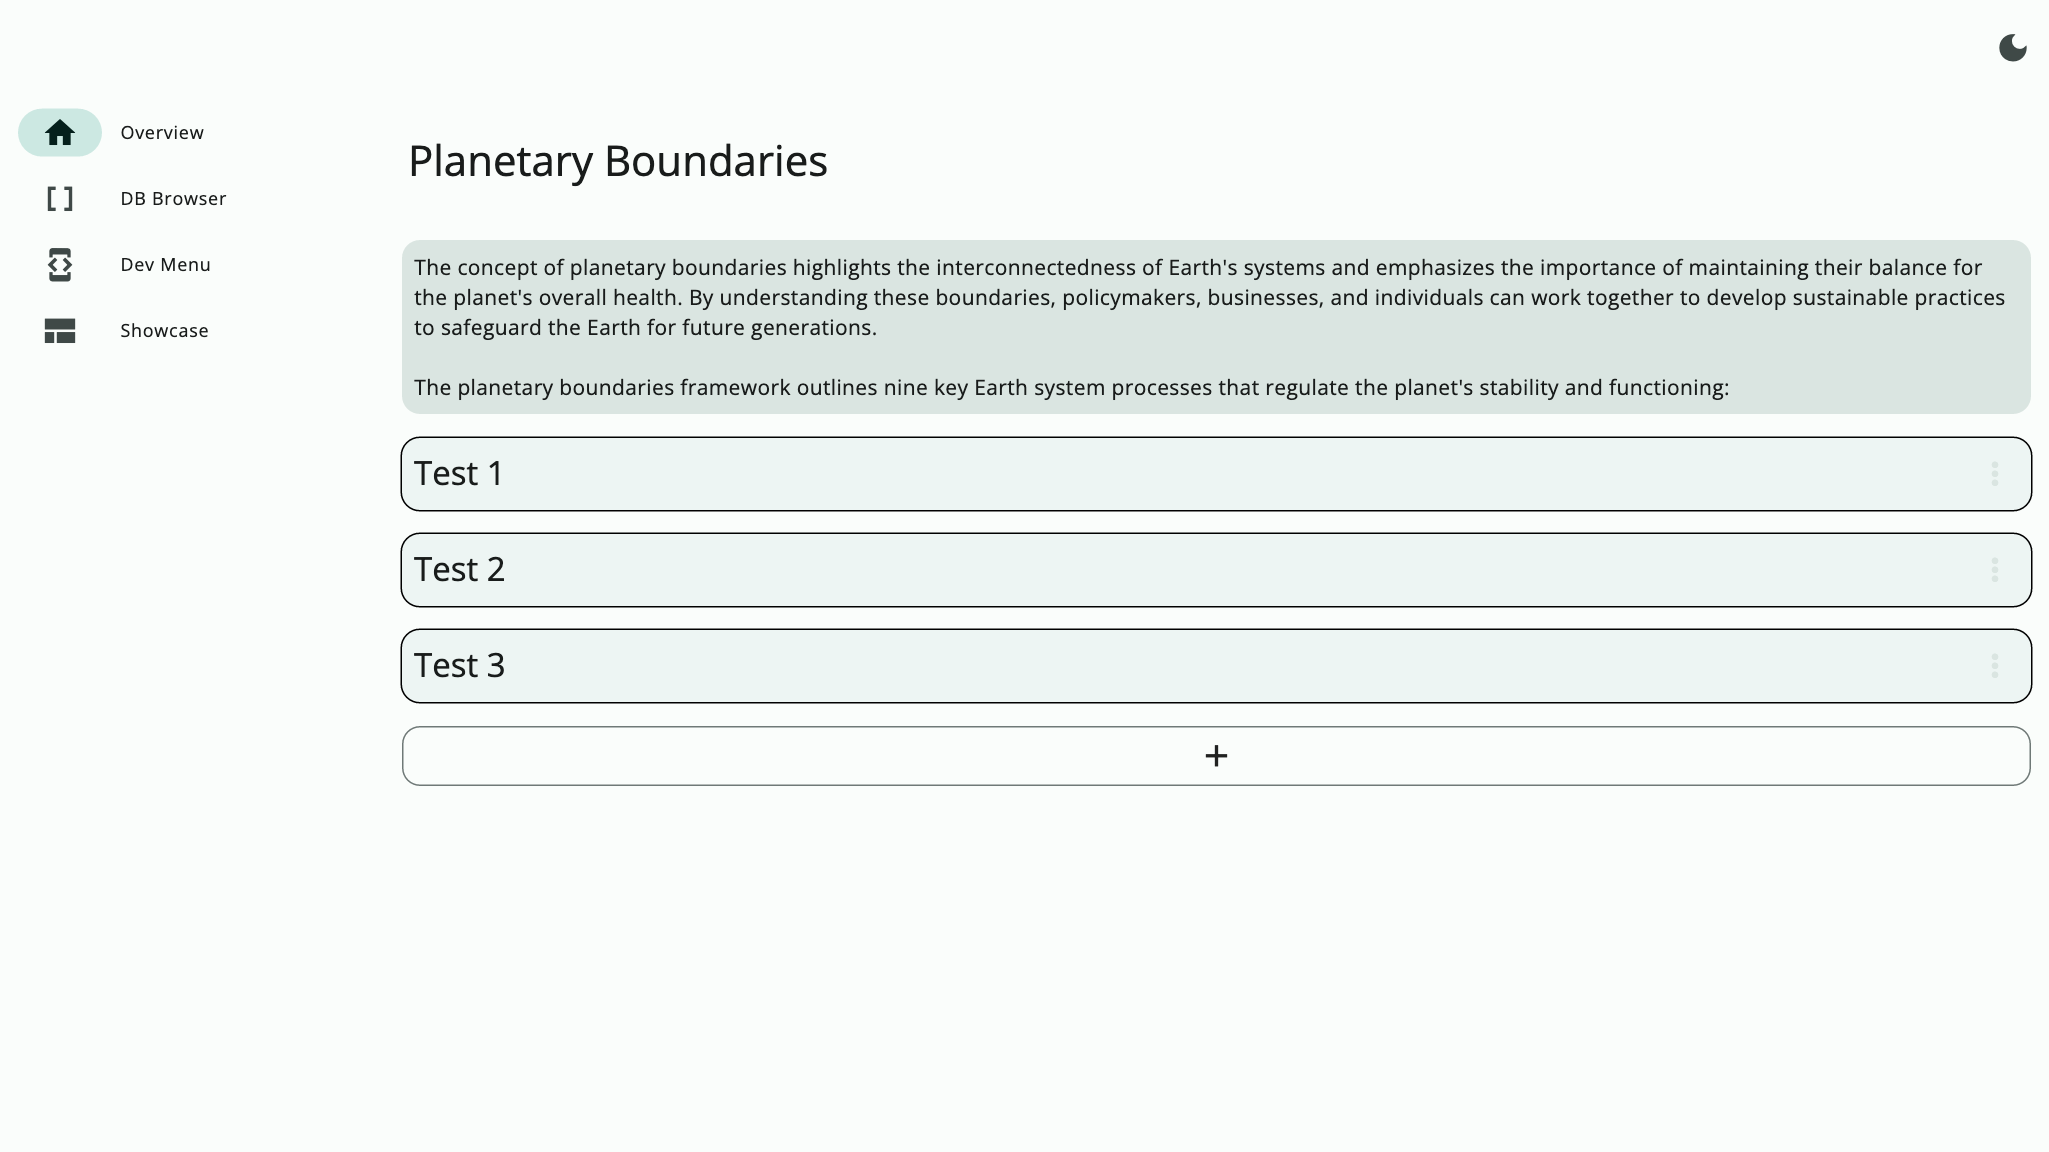 Overview
DB Browser
Dev Menu
Showcase
Planetary Boundaries
The concept of planetary boundaries highlights the interconnectedness of Earth's systems and emphasizes the importance of maintaining their balance for
the planet's overall health. By understanding these boundaries, policymakers, businesses, and individuals can work together to develop sustainable practices
to safeguard the Earth for future generations.
The planetary boundaries framework outlines nine key Earth system processes that regulate the planet's stability and functioning:
Test 1
Test 2
Test 3